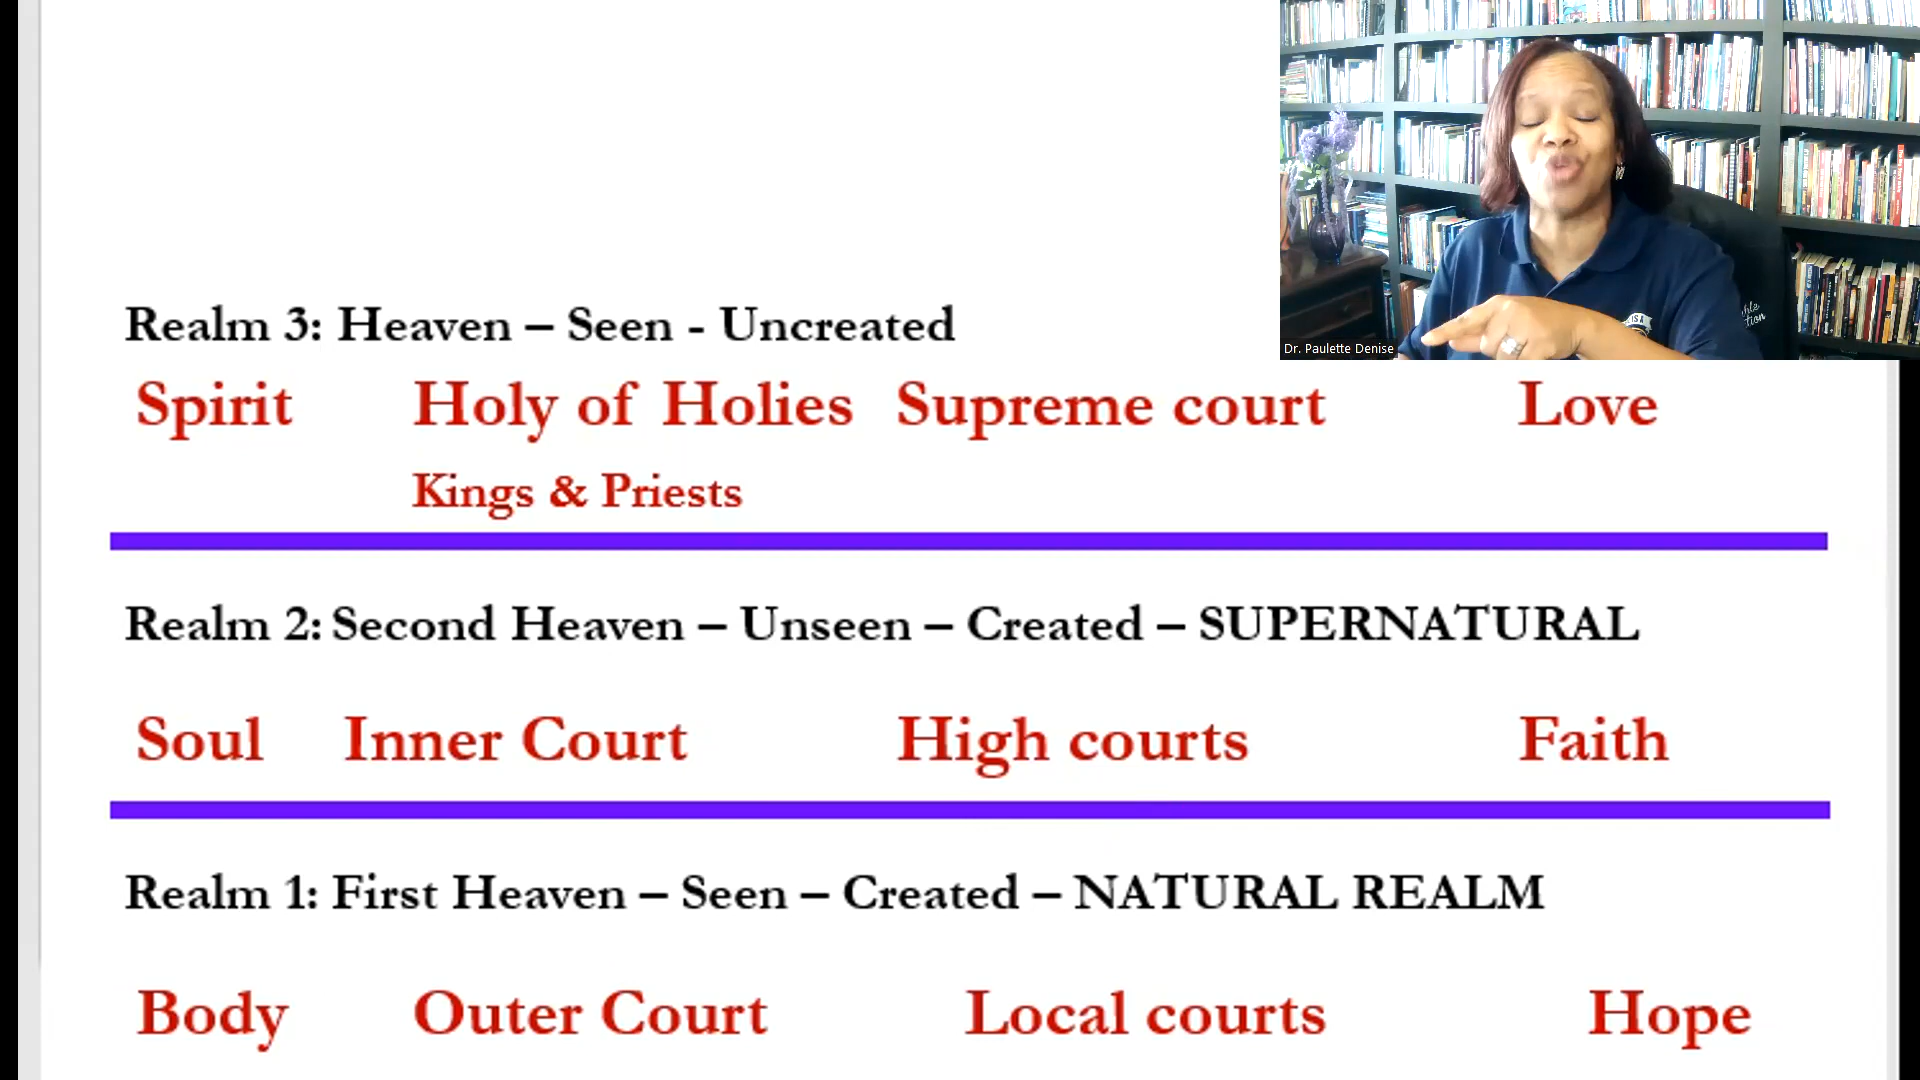 Dr. Paulette Denise
Realm 3: Heaven – Seen - Uncreated
Spirit Holy of Holies Supreme court Love
Kings & Priests
Realm 2: Second Heaven – Unseen – Created – SUPERNATURAL
Soul Inner Court High courts Faith
Realm 1: First Heaven – Seen – Created – NATURAL REALM
Body Outer Court Local courts Hope